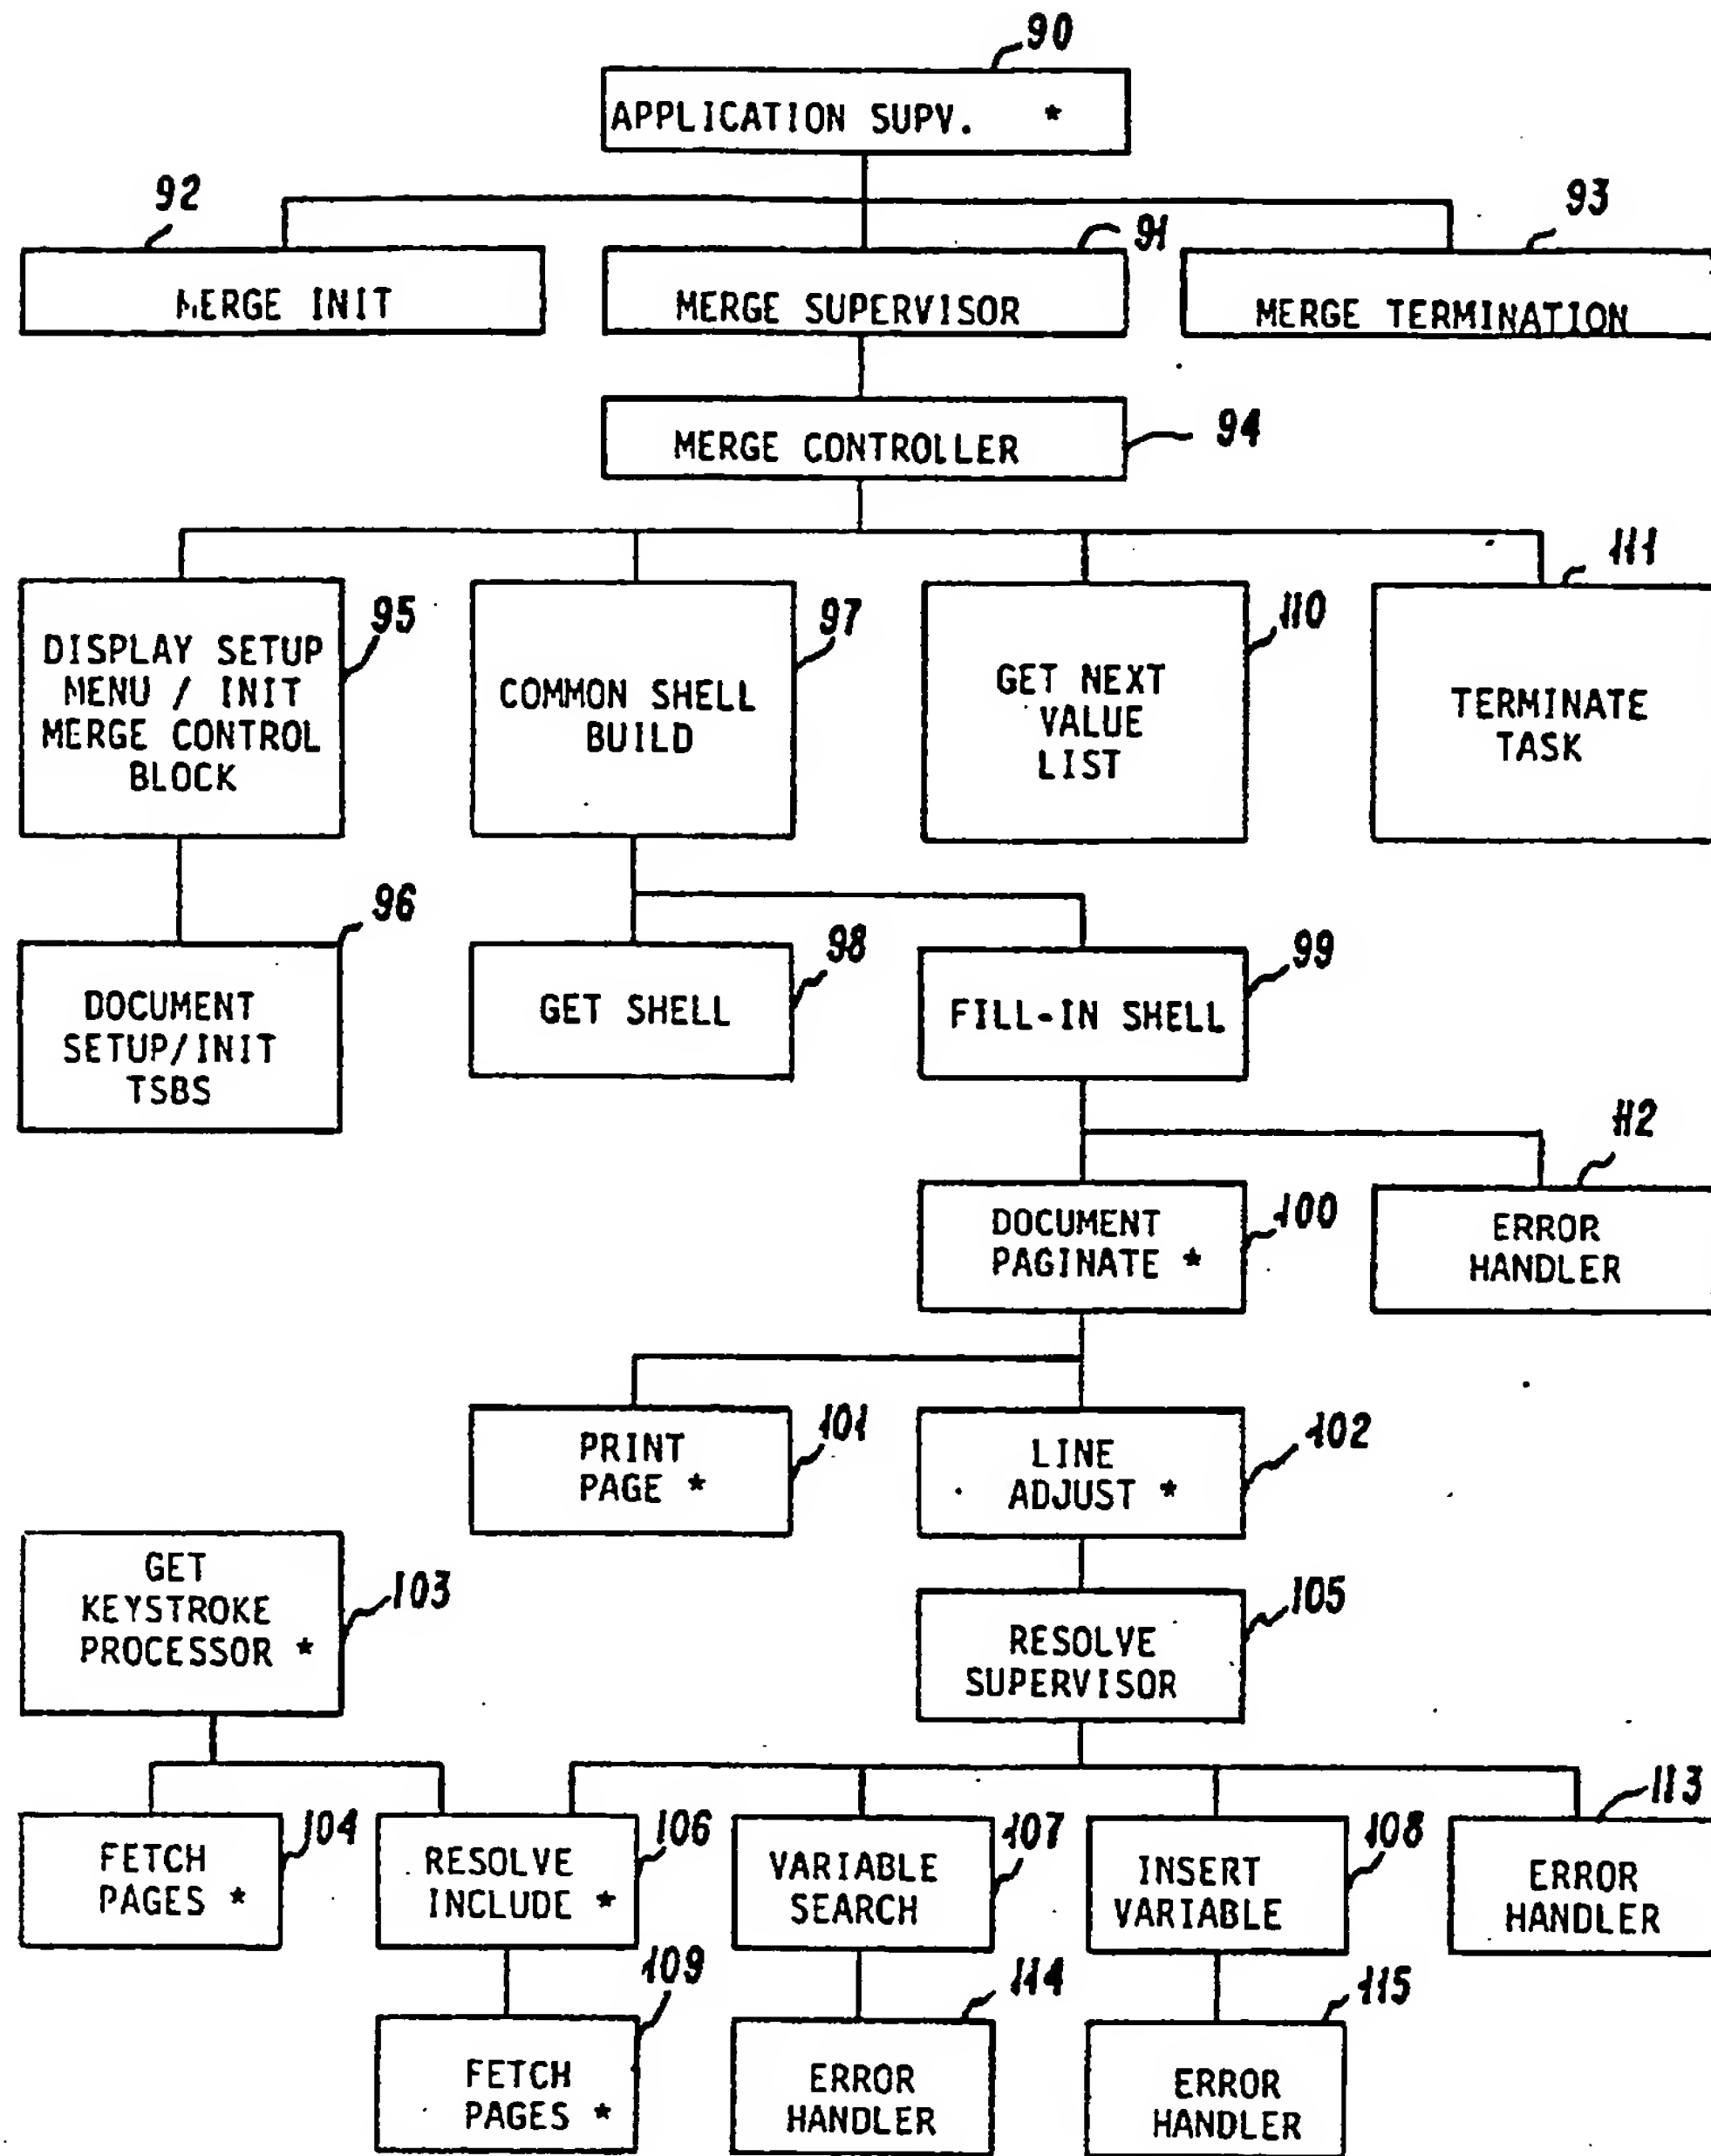 90
APPLICATION SUPV. *
92
91
93
MERGE INIT
MERGE SUPERVISOR
MERGE TERMINATION
94
MERGE CONTROLLER
111
95
97
110
DISPLAY SETUP
MENU / INIT
MERGE CONTROL
BLOCK
COMMON SHELL
BUILD
GET NEXT
VALUE
LIST
TERMINATE
TASK
96
98
99
DOCUMENT
SETUP/INIT
TSBS
GET SHELL
FILL-IN SHELL
112
100
DOCUMENT
PAGINATE *
ERROR
HANDLER
101
102
PRINT
PAGE *
LINE
ADJUST *
103
GET
KEYSTROKE
PROCESSOR *
105
RESOLVE
SUPERVISOR
104
106
107
108
113
FETCH
PAGES *
RESOLVE
INCLUDE *
VARIABLE
SEARCH
INSERT
VARIABLE
ERROR
HANDLER
109
114
115
FETCH
PAGES *
ERROR
HANDLER
ERROR
HANDLER